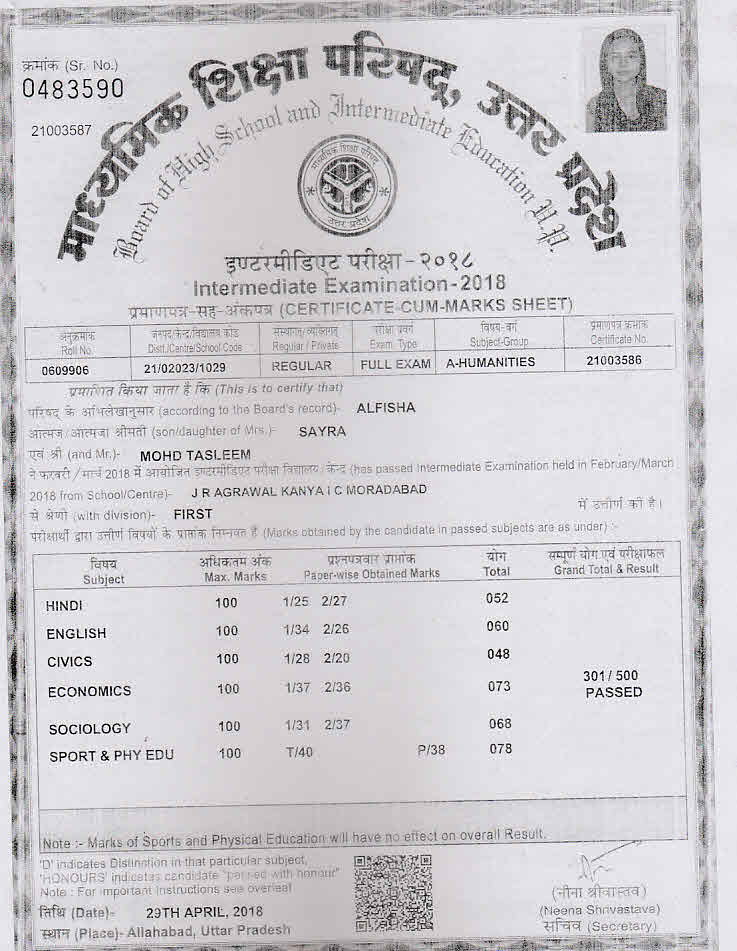 क्रमांक (Sr. No.)
0483590
21003587
माध्यमिक शिक्षा परिषद्, उत्तर प्रदेश
Board of High School and Intermediate Education U.P.
माध्यमिक शिक्षा परिषद
उत्तर प्रदेश
इण्टरमीडिएट परीक्षा-२०१८
Intermediate Examination-2018
प्रमाणपत्र-सह-अंकपत्र (CERTIFICATE-CUM-MARKS SHEET)
अनुक्रमांक जनपद/केन्द्र/विद्यालय कोड संस्थागत/व्यक्तिगत परीक्षा प्रवर्ग विषय-वर्ग प्रमाणपत्र क्रमांक
Roll No. Distt./Centre/School Code Regular / Private Exam. Type Subject-Group Certificate No.
0609906 21/02023/1029 REGULAR FULL EXAM A-HUMANITIES 21003586
प्रमाणित किया जाता है कि (This is to certify that)
परिषद् के अभिलेखानुसार (according to the Board's record)- ALFISHA
आत्मज/आत्मजा श्रीमती (son/daughter of Mrs.)- SAYRA
एवं श्री (and Mr.)- MOHD TASLEEM
ने फरवरी / मार्च 2018 में आयोजित इण्टरमीडिएट परीक्षा विद्यालय/केन्द्र (has passed Intermediate Examination held in February/March
2018 from School/Centre)- J R AGRAWAL KANYA I C MORADABAD
से श्रेणी (with division)- FIRST में उत्तीर्ण की है।
परीक्षार्थी द्वारा उत्तीर्ण विषयों के प्राप्तांक निम्नवत हैं (Marks obtained by the candidate in passed subjects are as under) :-
विषय अधिकतम अंक प्रश्नपत्रवार प्राप्तांक योग सम्पूर्ण योग एवं परीक्षाफल
Subject Max. Marks Paper-wise Obtained Marks Total Grand Total & Result
HINDI 100 1/25 2/27 052
ENGLISH 100 1/34 2/26 060
CIVICS 100 1/28 2/20 048
ECONOMICS 100 1/37 2/36 073
301/500
PASSED
SOCIOLOGY 100 1/31 2/37 068
SPORT & PHY EDU 100 T/40 P/38 078
Note :- Marks of Sports and Physical Education will have no effect on overall Result.
'D' indicates Distinction in that particular subject,
'HONOURS' indicates candidate "passed with honour"
Note : For important instructions see overleaf
तिथि (Date)- 29TH APRIL, 2018
स्थान (Place)- Allahabad, Uttar Pradesh
(नीना श्रीवास्तव)
(Neena Shrivastava)
सचिव (Secretary)